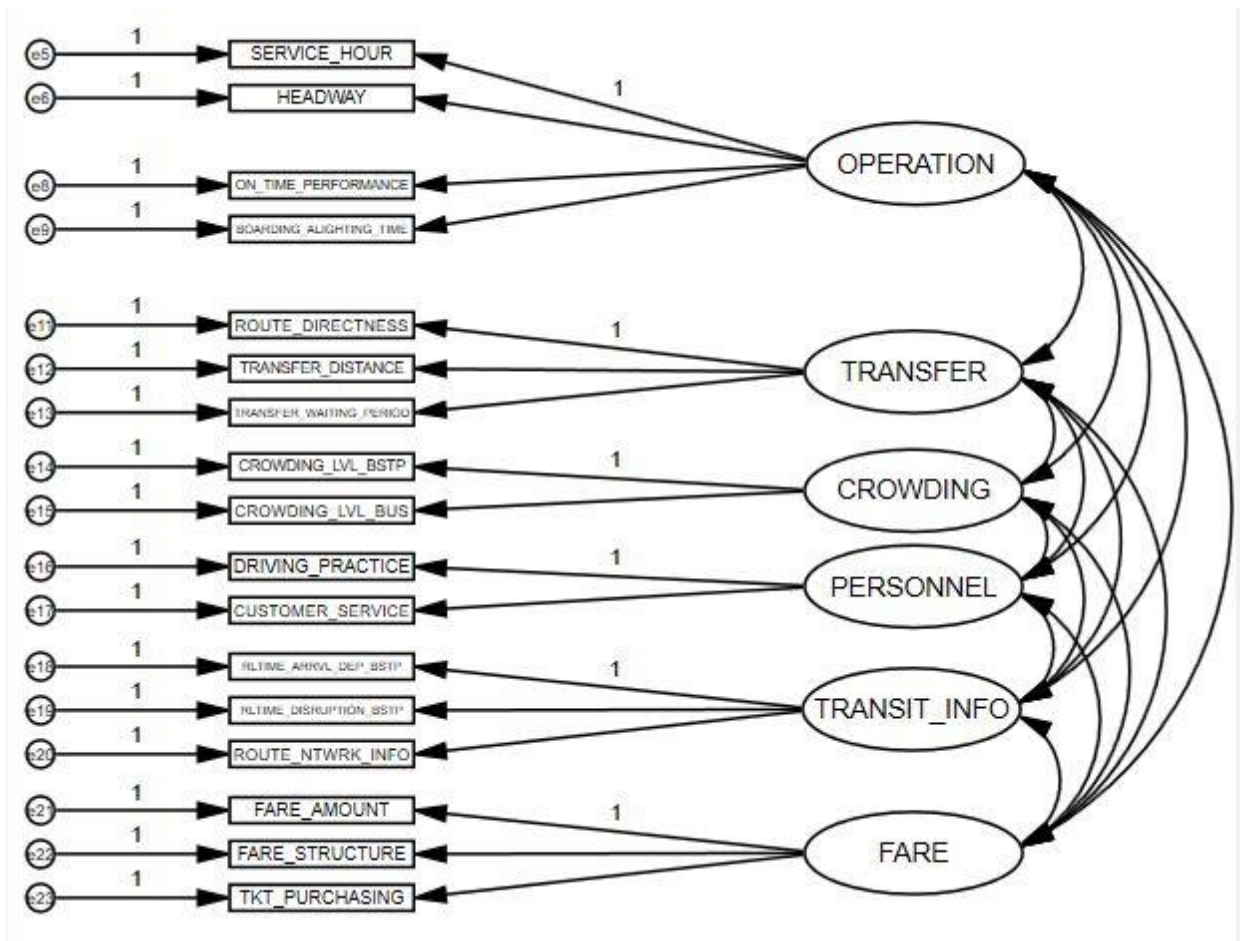 1
e5 SERVICE_HOUR
1
1
e6 HEADWAY
OPERATION
1
e8 ON_TIME_PERFORMANCE
1
e9 BOARDING_ALIGHTING_TIME
1
1
e11 ROUTE_DIRECTNESS
1
e12 TRANSFER_DISTANCE
TRANSFER
1
e13 TRANSFER_WAITING_PERIOD
1
1
e14 CROWDING_LVL_BSTP
CROWDING
1
e15 CROWDING_LVL_BUS
1
1
e16 DRIVING_PRACTICE
PERSONNEL
1
e17 CUSTOMER_SERVICE
1
1
e18 RLTIME_ARRVL_DEP_BSTP
1
e19 RLTIME_DISRUPTION_BSTP
TRANSIT_INFO
1
e20 ROUTE_NTWRK_INFO
1
1
e21 FARE_AMOUNT
1
e22 FARE_STRUCTURE
FARE
1
e23 TKT_PURCHASING